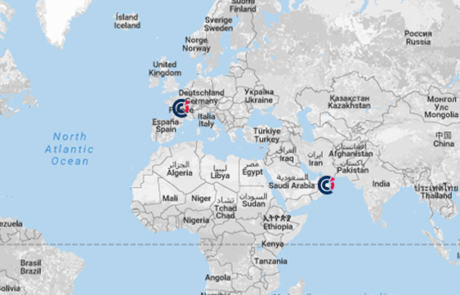 Ísland
Iceland
Sverige
Sweden
Suomi
Finland
Norge
Norway
Россия
Russia
United
Kingdom
Deutschland
Germany
Україна
Ukraine
Қазақстан
Kazakhstan
Монгол
Улс
Mongolia
España
Spain
Italia
Italy
Türkiye
Turkey
中国
China
North
Atlantic
Ocean
العراق
Iraq
ایران
Iran
افغانستان
Afghanistan
پاکستان
Pakistan
الجزائر
Algeria
ليبيا
Libya
مصر
Egypt
السعودية
Saudi Arabia
India
ประเทศไทย
Thailand
Mali
Niger
تشاد
Tchad
Chad
السودان
Sudan
Nigeria
ኢትዮጵያ
Ethiopia
Kenya
Tanzania
Angola
Brasil
Brazil